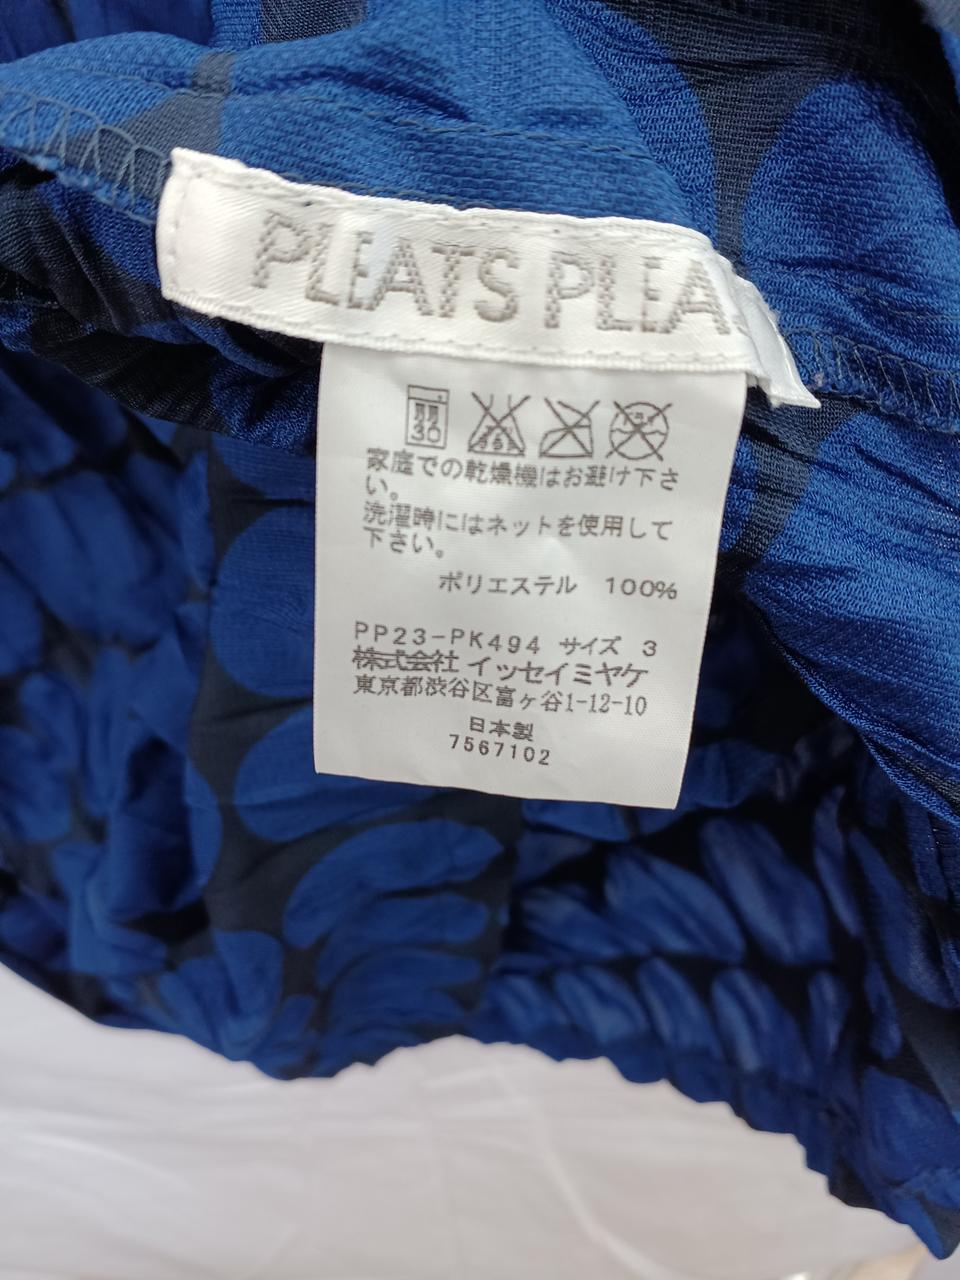 PLEATS PLEA
弱 30
家庭での乾燥機はお避け下さ
い。
洗濯時にはネットを使用して
下さい。
ポリエステル 100%
PP23-PK494 サイズ 3
株式会社 イッセイミヤケ
東京都渋谷区富ヶ谷1-12-10
日本製
7567102